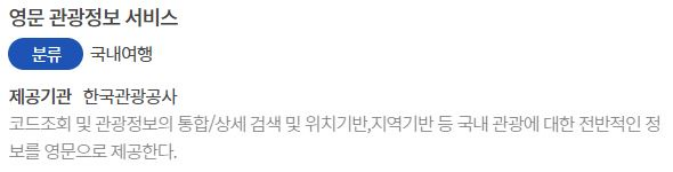 영문 관광정보 서비스
분류 국내여행
제공기관 한국관광공사
코드조회 및 관광정보의 통합/상세 검색 및 위치기반,지역기반 등 국내 관광에 대한 전반적인 정
보를 영문으로 제공한다.